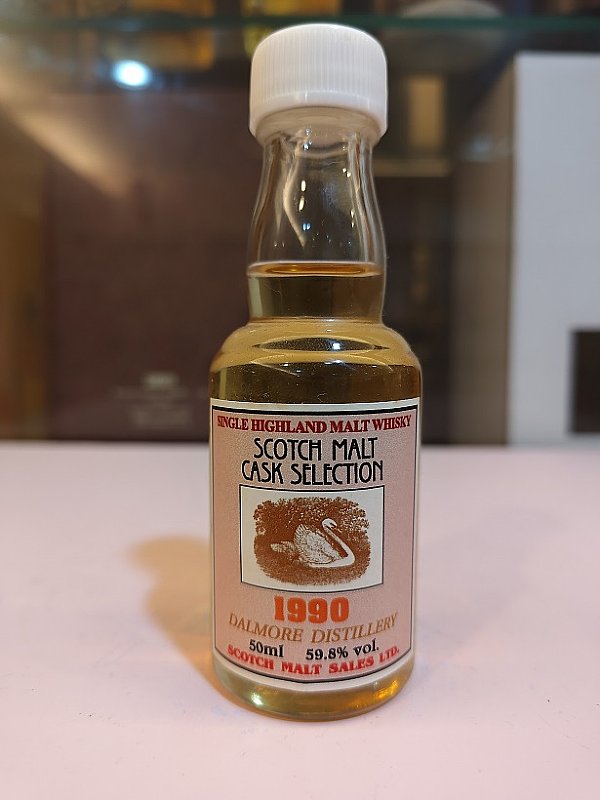 SINGLE HIGHLAND MALT WHISKY
SCOTCH MALT
CASK SELECTION
1990
DALMORE DISTILLERY
50ml 59.8% vol.
SCOTCH MALT SALES LTD.